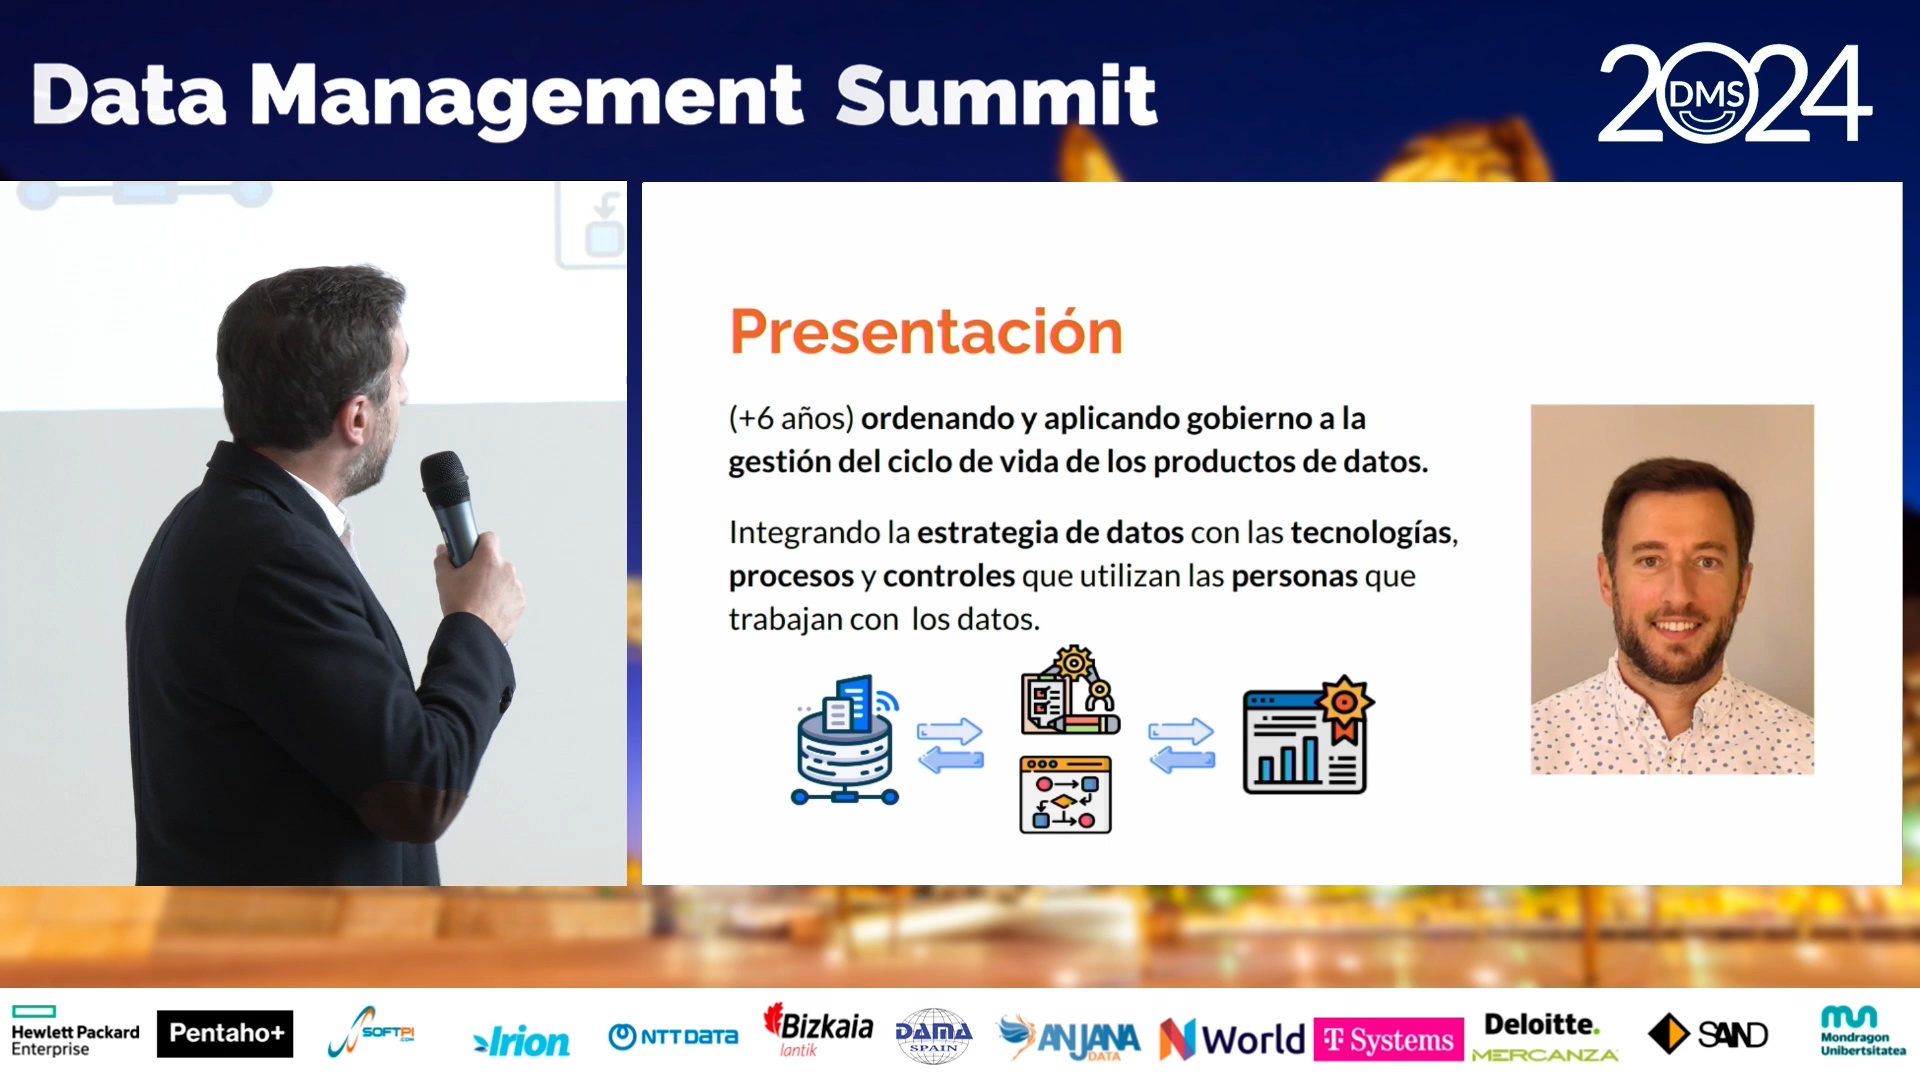 Data Management Summit
2024
DMS
Presentación
(+6 años) ordenando y aplicando gobierno a la
gestión del ciclo de vida de los productos de datos.
Integrando la estrategia de datos con las tecnologías,
procesos y controles que utilizan las personas que
trabajan con los datos.
Hewlett Packard
Enterprise
Pentaho+
SOFTPI
.COM
Irion
NTT DATA
Bizkaia
lantik
DAMA
SPAIN
ANJANA
DATA
N World
T Systems
Deloitte.
MERCANZA
SAND
Mondragon
Unibertsitatea